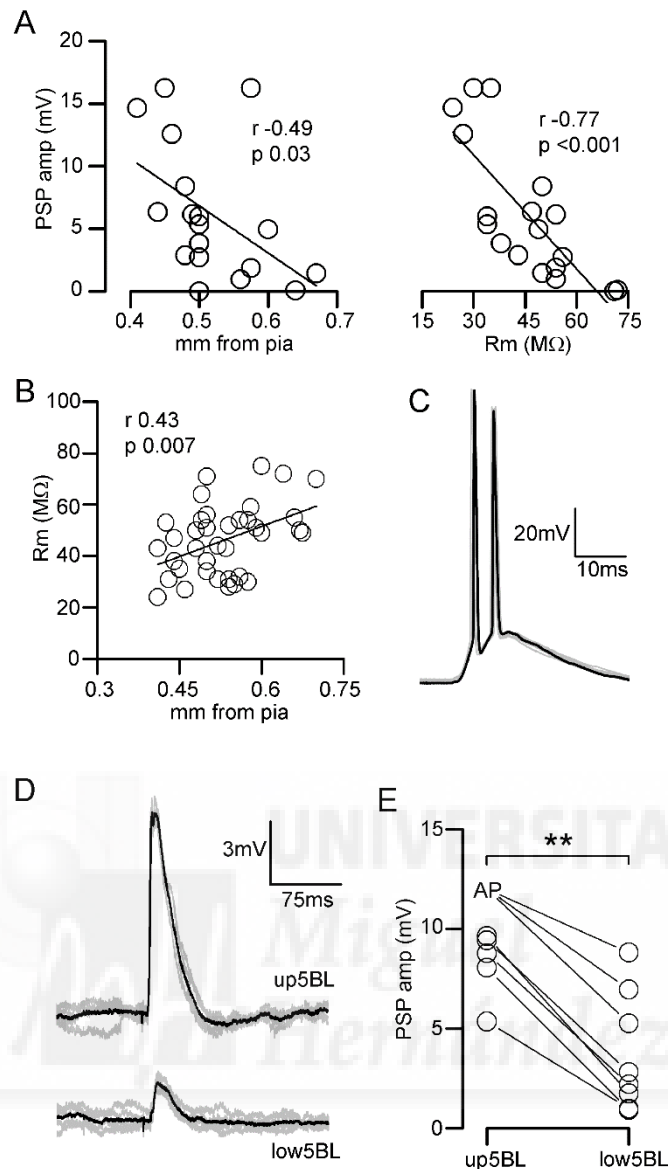 A
PSP amp (mV)
20
15
10
5
0
r -0.49
p 0.03
0.4 0.5 0.6 0.7
mm from pia
r -0.77
p <0.001
15 30 45 60 75
Rm (MΩ)
B
Rm (MΩ)
100
80
60
40
20
0
r 0.43
p 0.007
0.3 0.45 0.6 0.75
mm from pia
C
20mV
10ms
D
3mV
75ms
up5BL
low5BL
E
PSP amp (mV)
15
10
5
0
**
AP
up5BL low5BL
UNIVERSITA
Miguel
Hernández